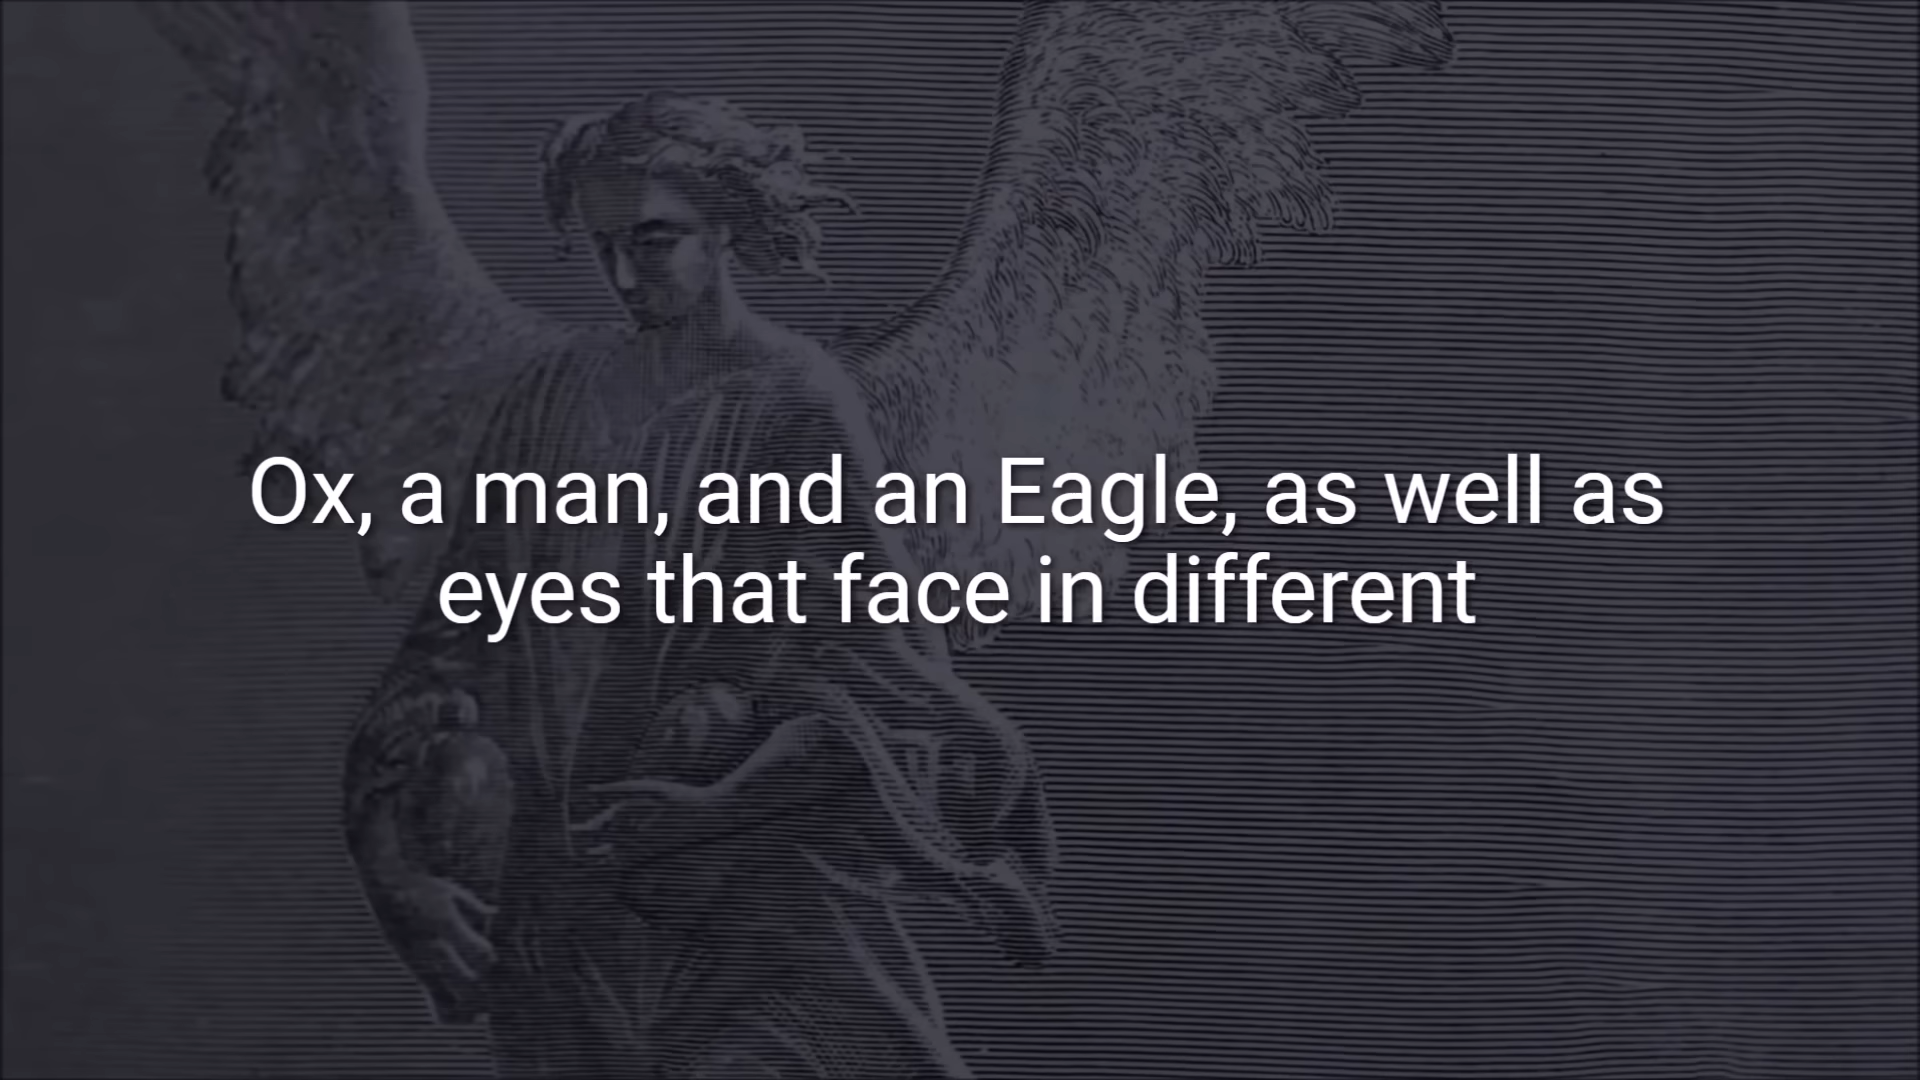 Ox, a man, and an Eagle, as well as
eyes that face in different